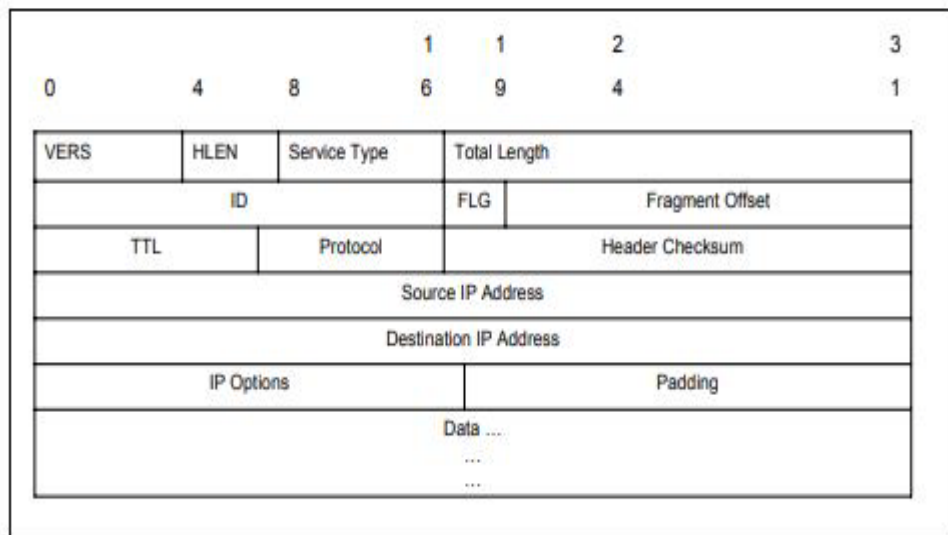 1 1 2 3
0 4 8 6 9 4 1
VERS HLEN Service Type Total Length
ID FLG Fragment Offset
TTL Protocol Header Checksum
Source IP Address
Destination IP Address
IP Options Padding
Data ...
...
...